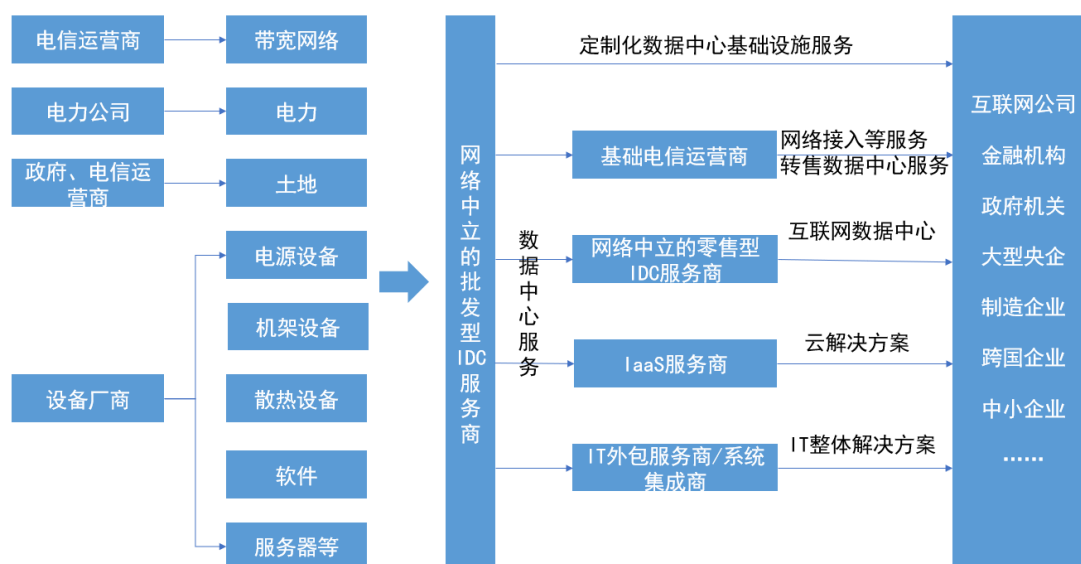 电信运营商
带宽网络
电力公司
电力
政府、电信运
营商
土地
设备厂商
电源设备
机架设备
散热设备
软件
服务器等
网络中立的批发型IDC服务商
数据中心服务
定制化数据中心基础设施服务
基础电信运营商
网络接入等服务
转售数据中心服务
网络中立的零售型
IDC服务商
互联网数据中心
IaaS服务商
云解决方案
IT外包服务商/系统
集成商
IT整体解决方案
互联网公司
金融机构
政府机关
大型央企
制造企业
跨国企业
中小企业
……